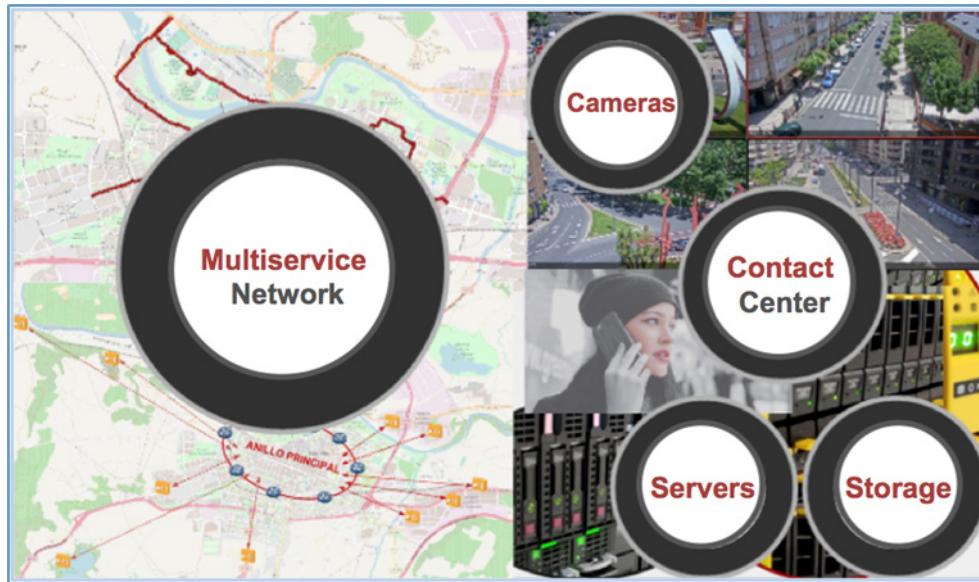 Cameras
Multiservice
Network
Contact
Center
ANILLO PRINCIPAL
Servers
Storage